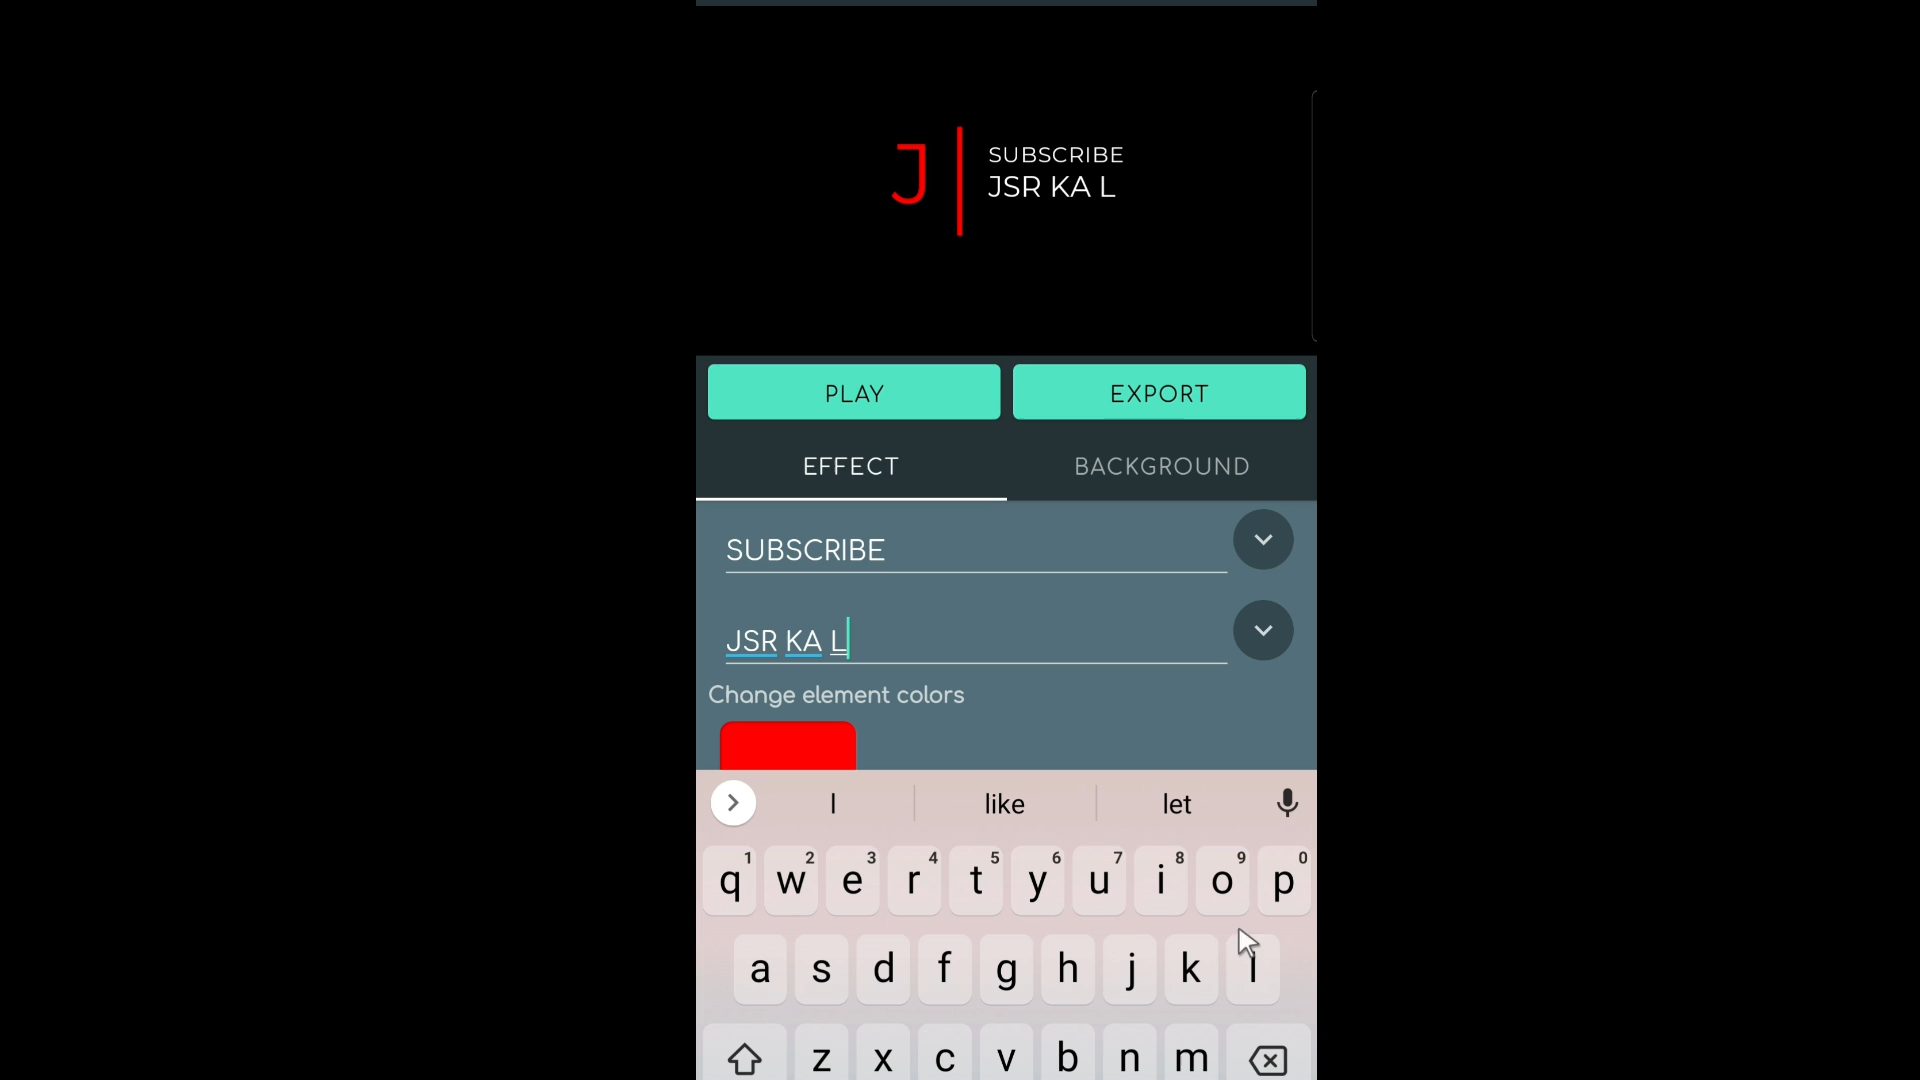 J
SUBSCRIBE
JSR KA L
PLAY
EXPORT
EFFECT
BACKGROUND
SUBSCRIBE
JSR KA L
Change element colors
l like let
1 2 3 4 5 6 7 8 9 0
q w e r t y u i o p
a s d f g h j k l
z x c v b n m